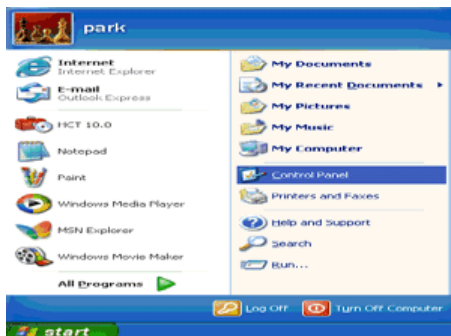 park
Internet
Internet Explorer
E-mail
Outlook Express
HCT 10.0
Notepad
Paint
Windows Media Player
MSN Explorer
Windows Movie Maker
All Programs
My Documents
My Recent Documents
My Pictures
My Music
My Computer
Control Panel
Printers and Faxes
Help and Support
Search
Run...
Log Off
Turn Off Computer
start